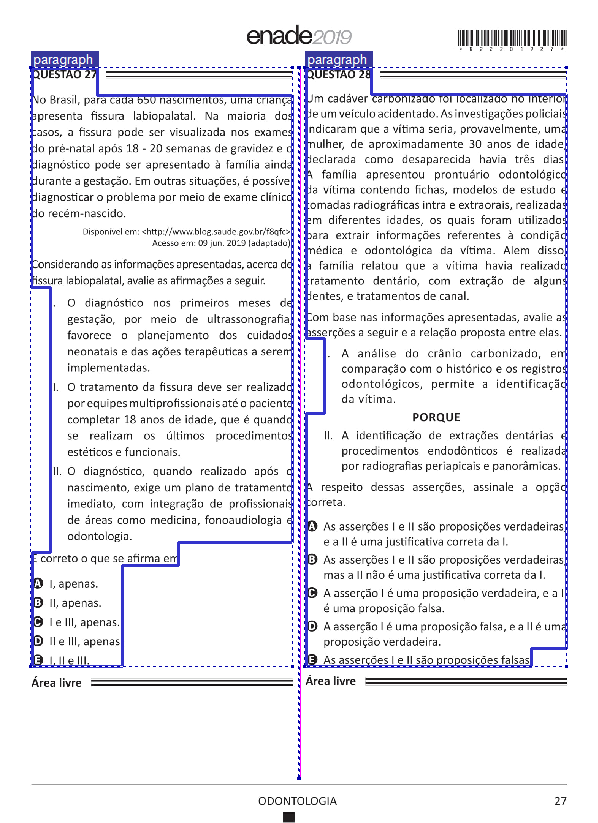 enade2019
paragraph
QUESTÃO 27
No Brasil, para cada 650 nascimentos, uma criança
apresenta fissura labiopalatal. Na maioria dos
casos, a fissura pode ser visualizada nos exames
do pré-natal após 18 - 20 semanas de gravidez e o
diagnóstico pode ser apresentado à família ainda
durante a gestação. Em outras situações, é possível
diagnosticar o problema por meio de exame clínico
do recém-nascido.
Disponível em: <http://www.blog.saude.gov.br/f8qfc>.
Acesso em: 09 jun. 2019 (adaptado).
Considerando as informações apresentadas, acerca de
fissura labiopalatal, avalie as afirmações a seguir.
I. O diagnóstico nos primeiros meses de
gestação, por meio de ultrassonografia,
favorece o planejamento dos cuidados
neonatais e das ações terapêuticas a serem
implementadas.
II. O tratamento da fissura deve ser realizado
por equipes multiprofissionais até o paciente
completar 18 anos de idade, que é quando
se realizam os últimos procedimentos
estéticos e funcionais.
III. O diagnóstico, quando realizado após o
nascimento, exige um plano de tratamento
imediato, com integração de profissionais
de áreas como medicina, fonoaudiologia e
odontologia.
É correto o que se afirma em
A I, apenas.
B II, apenas.
C I e III, apenas.
D II e III, apenas.
E I, II e III.
Área livre
paragraph
QUESTÃO 28
Um cadáver carbonizado foi localizado no interior
de um veículo acidentado. As investigações policiais
indicaram que a vítima seria, provavelmente, uma
mulher, de aproximadamente 30 anos de idade,
declarada como desaparecida havia três dias.
A família apresentou prontuário odontológico
da vítima contendo fichas, modelos de estudo e
tomadas radiográficas intra e extraorais, realizadas
em diferentes idades, os quais foram utilizados
para extrair informações referentes à condição
médica e odontológica da vítima. Além disso,
a família relatou que a vítima havia realizado
tratamento dentário, com extração de alguns
dentes, e tratamentos de canal.
Com base nas informações apresentadas, avalie as
asserções a seguir e a relação proposta entre elas.
I. A análise do crânio carbonizado, em
comparação com o histórico e os registros
odontológicos, permite a identificação
da vítima.
PORQUE
II. A identificação de extrações dentárias e
procedimentos endodônticos é realizada
por radiografias periapicais e panorâmicas.
A respeito dessas asserções, assinale a opção
correta.
A As asserções I e II são proposições verdadeiras,
e a II é uma justificativa correta da I.
B As asserções I e II são proposições verdadeiras,
mas a II não é uma justificativa correta da I.
C A asserção I é uma proposição verdadeira, e a II
é uma proposição falsa.
D A asserção I é uma proposição falsa, e a II é uma
proposição verdadeira.
E As asserções I e II são proposições falsas.
Área livre
ODONTOLOGIA
27